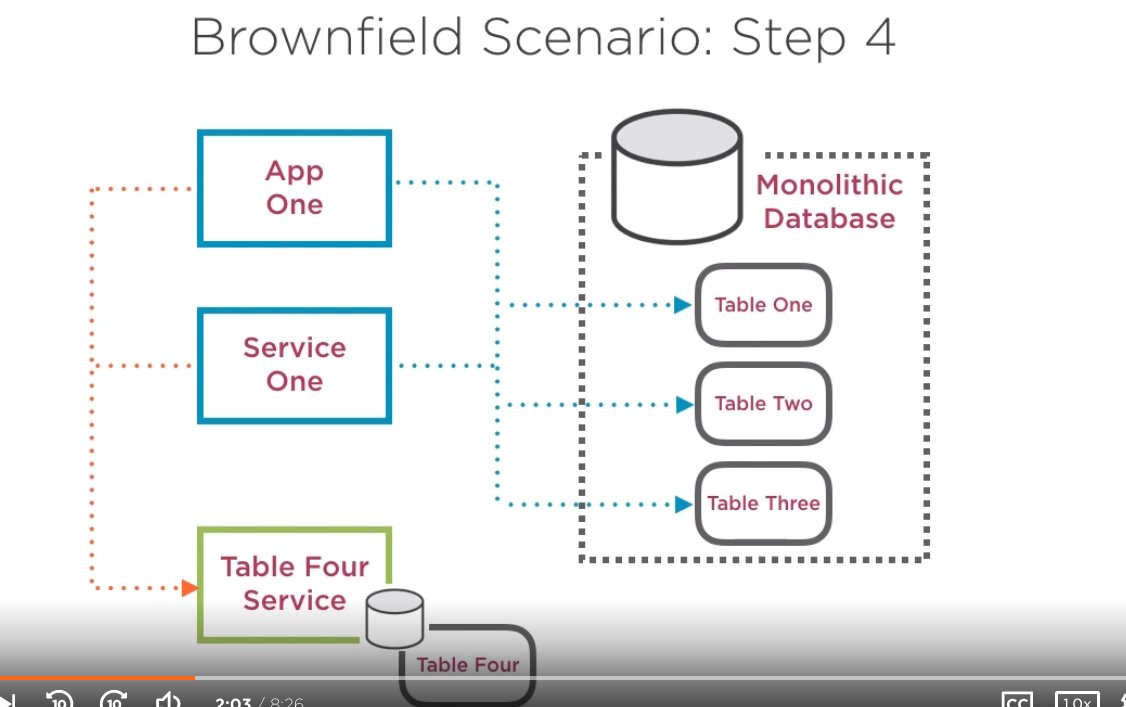 Brownfield Scenario: Step 4
App
One
Monolithic
Database
Table One
Service
One
Table Two
Table Three
Table Four
Service
Table Four
10
10
2:03 / 8:26
CC
1.0x